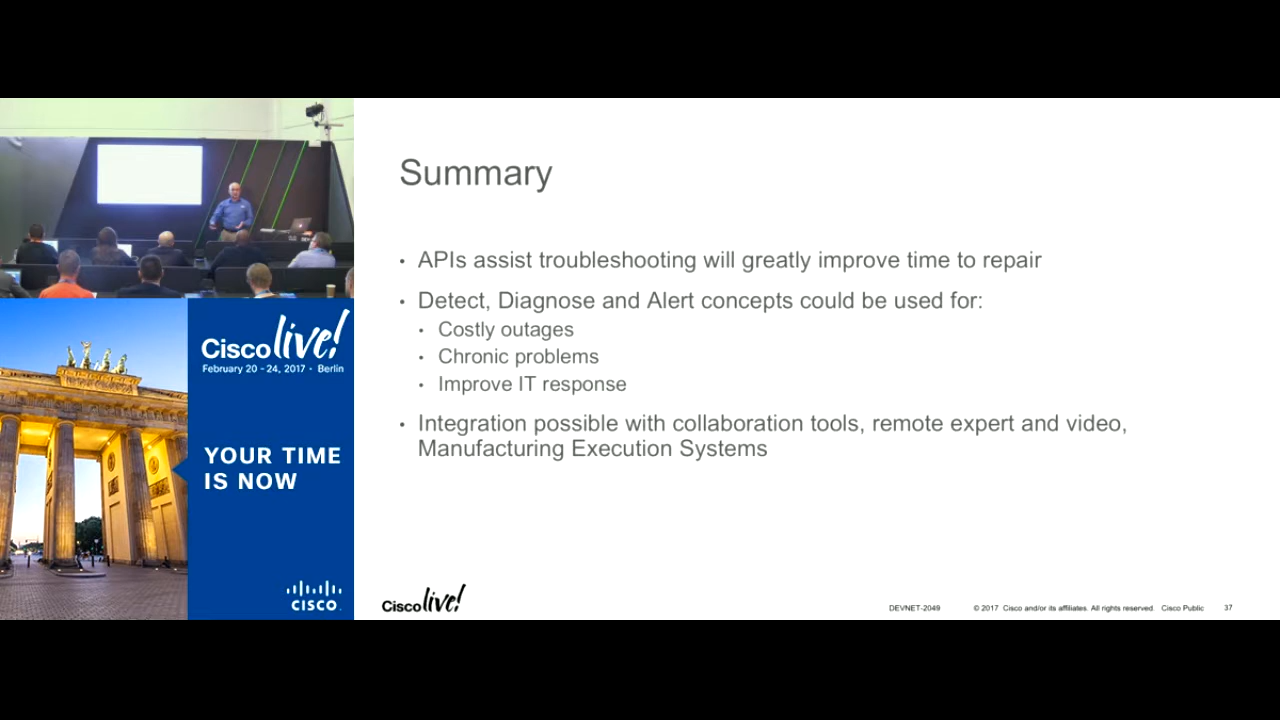 Summary
• APIs assist troubleshooting will greatly improve time to repair
• Detect, Diagnose and Alert concepts could be used for:
• Costly outages
• Chronic problems
• Improve IT response
• Integration possible with collaboration tools, remote expert and video,
Manufacturing Execution Systems
Cisco live!
February 20 - 24, 2017 • Berlin
YOUR TIME
IS NOW
CISCO.
Cisco live!
DEVNET-2049 © 2017 Cisco and/or its affiliates. All rights reserved. Cisco Public 37